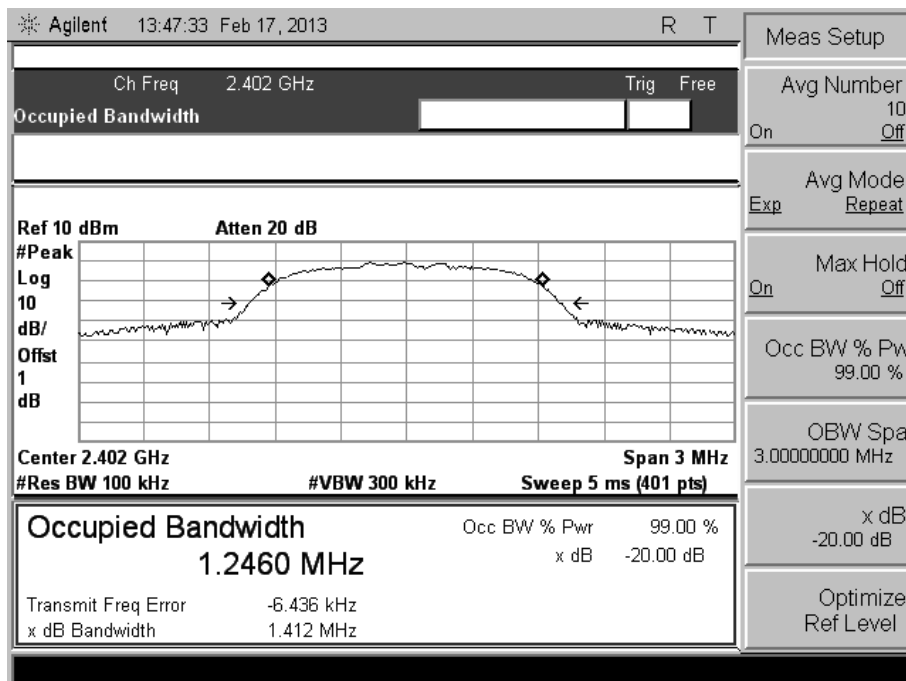 Agilent 13:47:33 Feb 17, 2013 R T
Ch Freq 2.402 GHz Trig Free
Occupied Bandwidth
Ref 10 dBm Atten 20 dB
#Peak
Log
10
dB/
Offst
1
dB
Center 2.402 GHz Span 3 MHz
#Res BW 100 kHz #VBW 300 kHz Sweep 5 ms (401 pts)
Occupied Bandwidth
1.2460 MHz
Occ BW % Pwr 99.00 %
x dB -20.00 dB
Transmit Freq Error -6.436 kHz
x dB Bandwidth 1.412 MHz
Meas Setup
Avg Number
10
On Off
Avg Mode
Exp Repeat
Max Hold
On Off
Occ BW % Pw
99.00 %
OBW Spa
3.00000000 MHz
x dB
-20.00 dB
Optimize
Ref Level